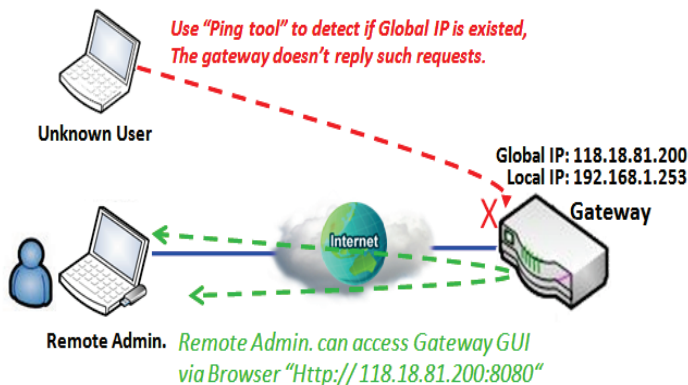 Use “Ping tool” to detect if Global IP is existed,
The gateway doesn’t reply such requests.
Unknown User
Global IP: 118.18.81.200
Local IP: 192.168.1.253
Gateway
X
Internet
Remote Admin.
Remote Admin. can access Gateway GUI
via Browser “Http:// 118.18.81.200:8080“